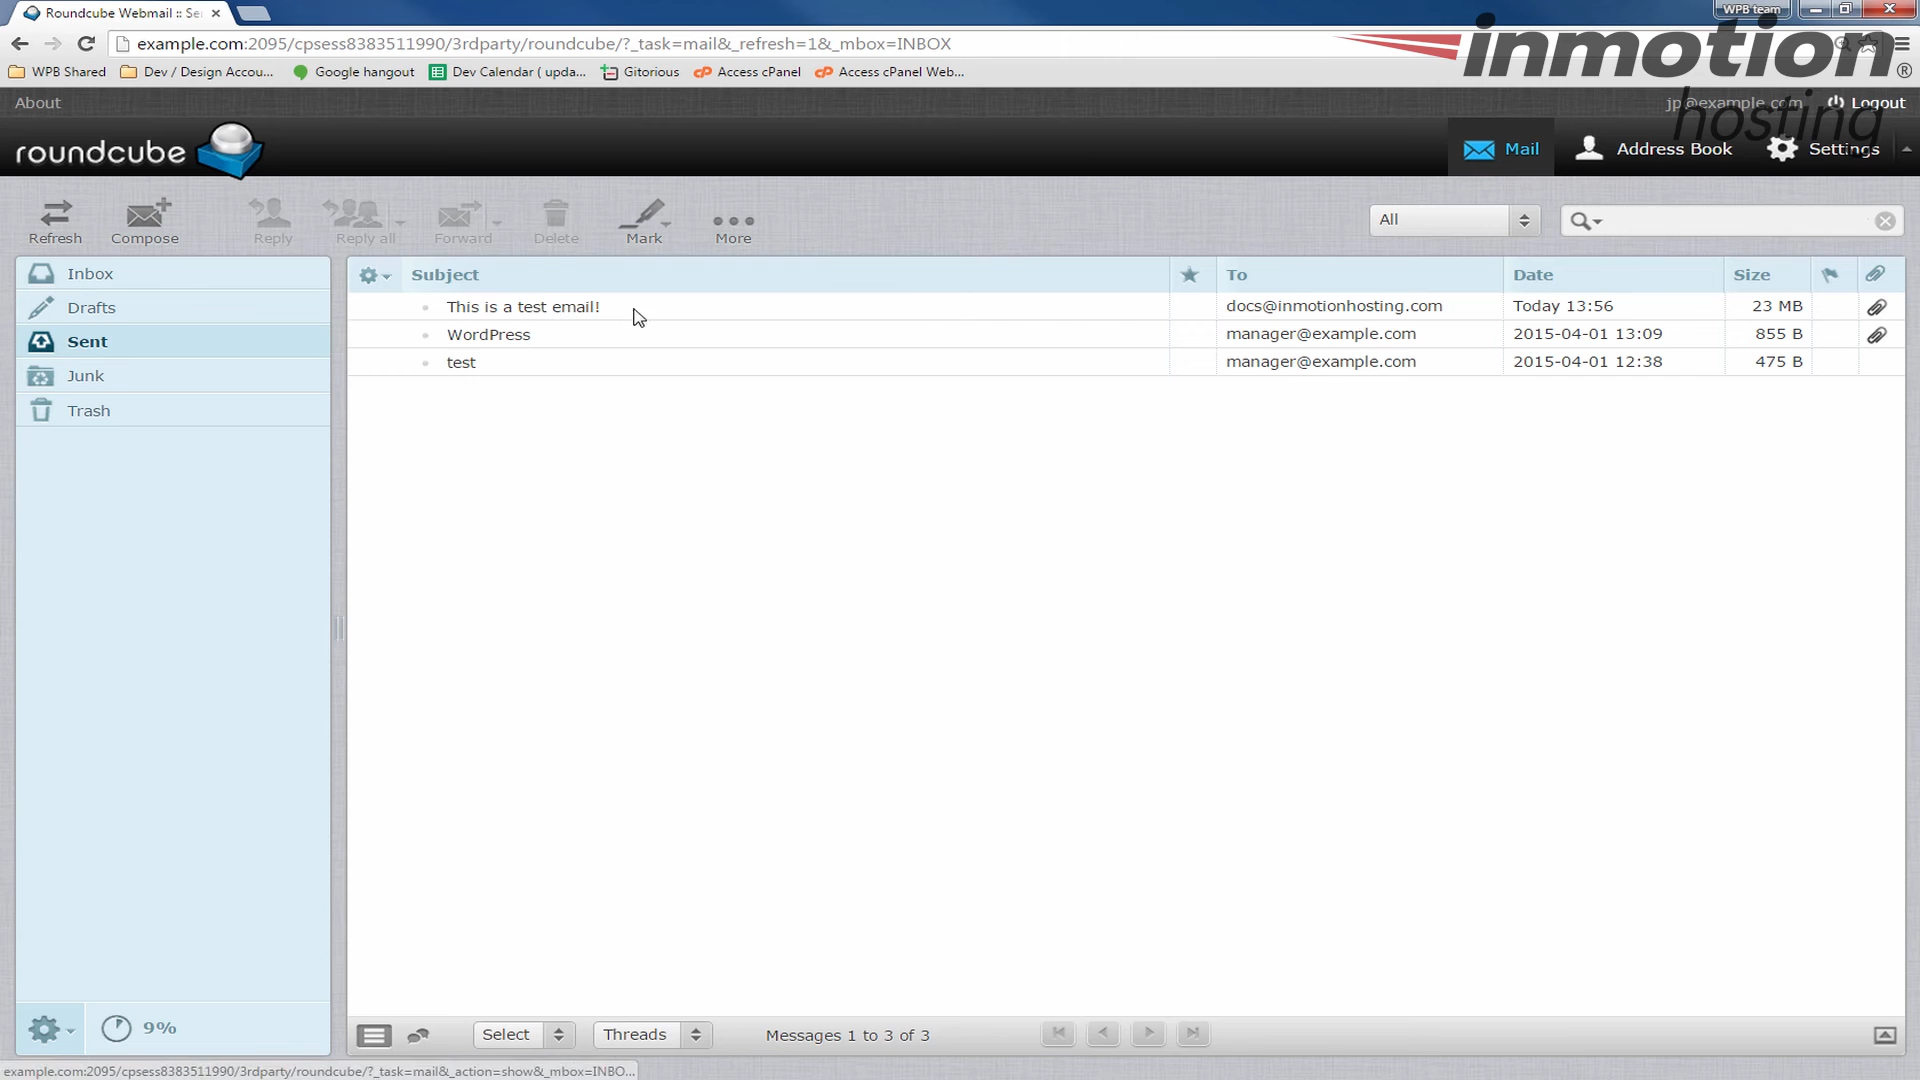 Roundcube Webmail :: Se
WPB team
example.com:2095/cpsess8383511990/3rdparty/roundcube/?_task=mail&_refresh=1&_mbox=INBOX
WPB Shared
Dev / Design Accou...
Google hangout
Dev Calendar ( upda...
Gitorious
Access cPanel
Access cPanel Web...
inmotion®
hosting
About
jp@example.com
Logout
roundcube
Mail
Address Book
Settings
Refresh
Compose
Reply
Reply all
Forward
Delete
Mark
More
All
Inbox
Drafts
Sent
Junk
Trash
Subject To Date Size
This is a test email! docs@inmotionhosting.com Today 13:56 23 MB
WordPress manager@example.com 2015-04-01 13:09 855 B
test manager@example.com 2015-04-01 12:38 475 B
9%
Select
Threads
Messages 1 to 3 of 3
example.com:2095/cpsess8383511990/3rdparty/roundcube/?_task=mail&_action=show&_mbox=INBO...